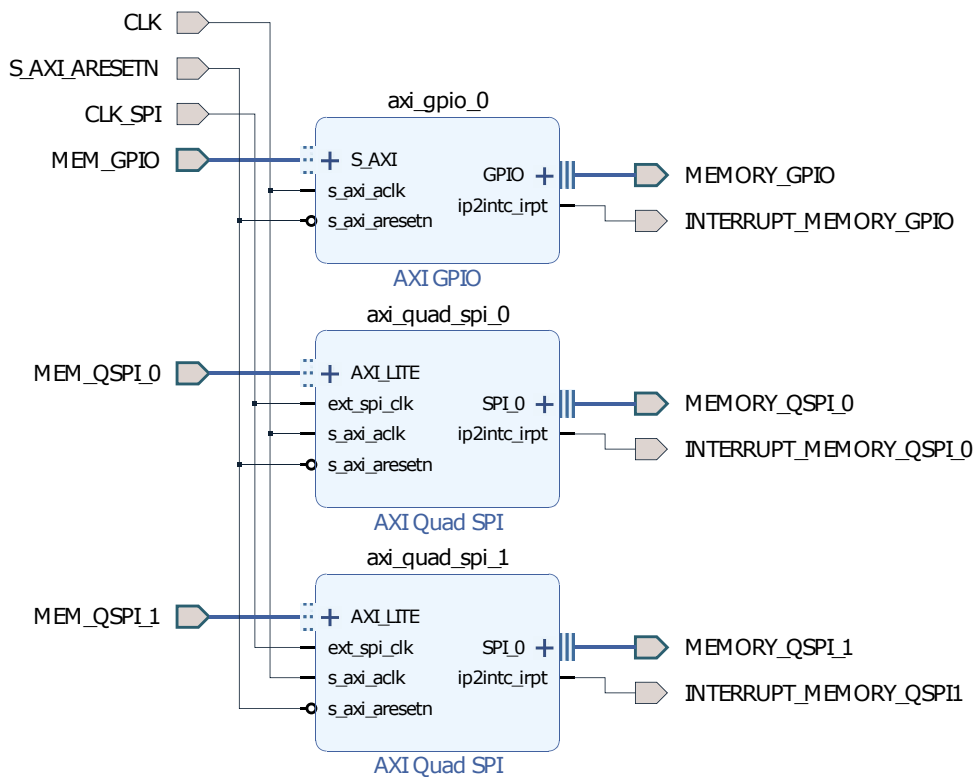 CLK
S_AXI_ARESETN
CLK_SPI
MEM_GPIO
axi_gpio_0
S_AXI
s_axi_aclk
s_axi_aresetn
GPIO
ip2intc_irpt
AXI GPIO
MEMORY_GPIO
INTERRUPT_MEMORY_GPIO
MEM_QSPI_0
axi_quad_spi_0
AXI_LITE
ext_spi_clk
s_axi_aclk
s_axi_aresetn
SPI_0
ip2intc_irpt
AXI Quad SPI
MEMORY_QSPI_0
INTERRUPT_MEMORY_QSPI_0
MEM_QSPI_1
axi_quad_spi_1
AXI_LITE
ext_spi_clk
s_axi_aclk
s_axi_aresetn
SPI_0
ip2intc_irpt
AXI Quad SPI
MEMORY_QSPI_1
INTERRUPT_MEMORY_QSPI1